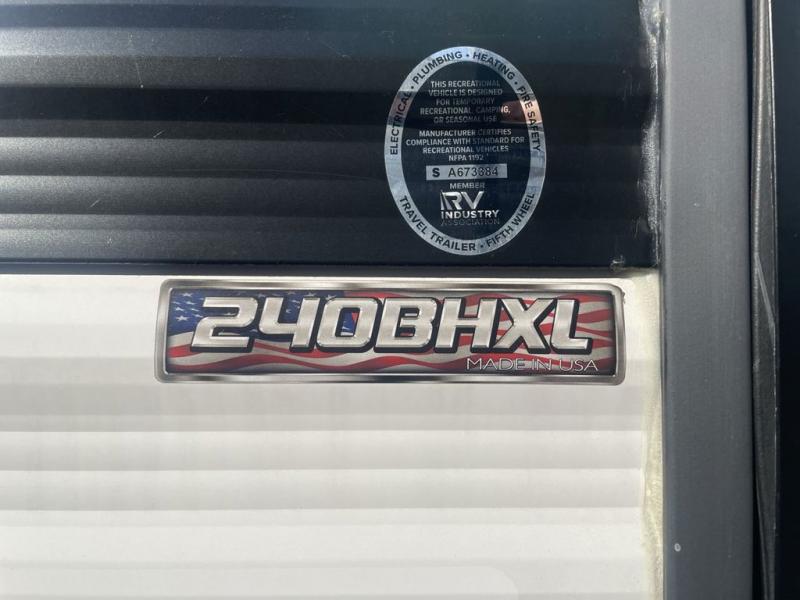 ELECTRICAL • PLUMBING • HEATING • FIRE SAFETY
THIS RECREATIONAL
VEHICLE IS DESIGNED
FOR TEMPORARY
RECREATIONAL, CAMPING,
OR SEASONAL USE
MANUFACTURER CERTIFIES
COMPLIANCE WITH STANDARD FOR
RECREATIONAL VEHICLES
NFPA 1192
S A673384
MEMBER
RV
INDUSTRY
ASSOCIATION
TRAVEL TRAILER • FIFTH WHEEL
240BHXL
MADE IN USA